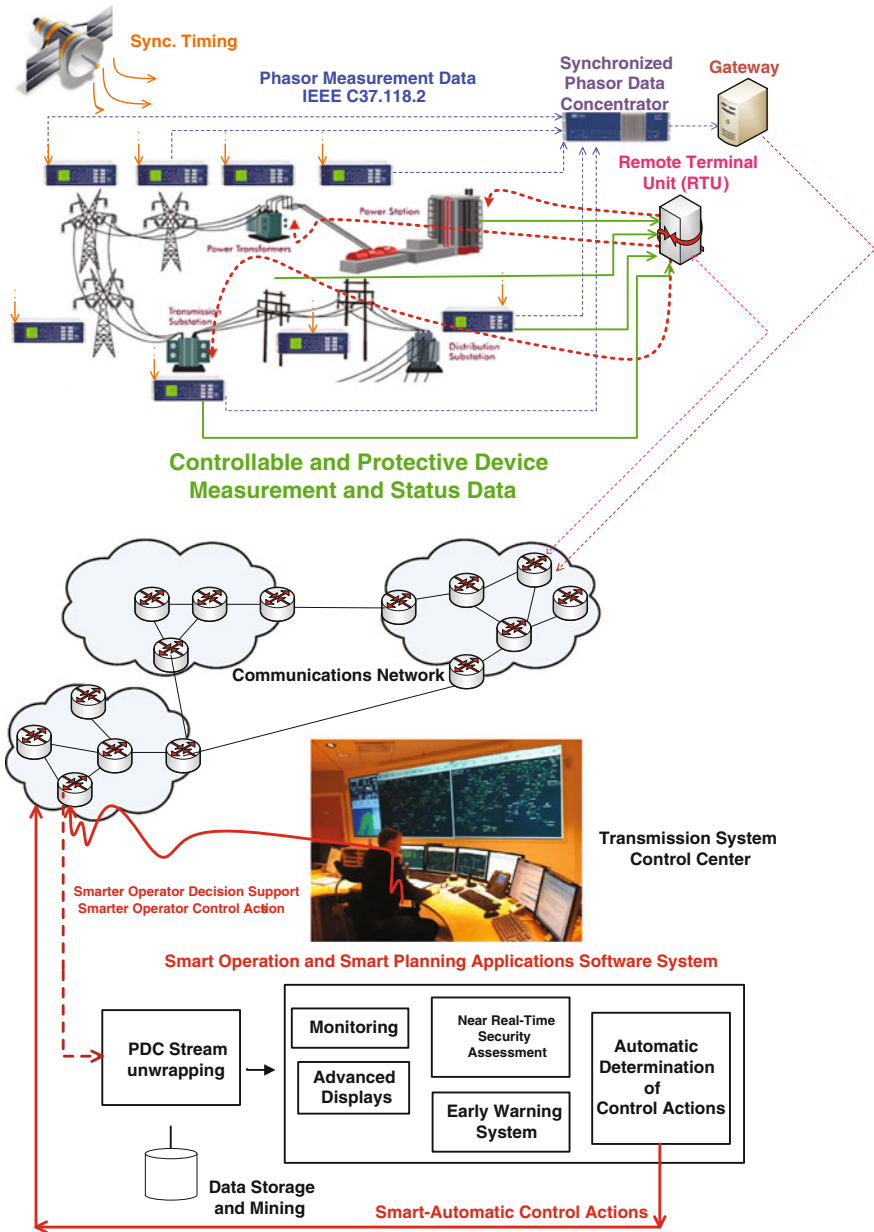 Sync. Timing
Phasor Measurement Data
IEEE C37.118.2
Synchronized
Phasor Data
Concentrator
Gateway
Remote Terminal
Unit (RTU)
Power Station
Power Transformers
Transmission
Substation
Distribution
Substation
Controllable and Protective Device
Measurement and Status Data
Communications Network
Transmission System
Control Center
Smarter Operator Decision Support
Smarter Operator Control Action
Smart Operation and Smart Planning Applications Software System
PDC Stream
unwrapping
Monitoring
Advanced
Displays
Near Real-Time
Security
Assessment
Early Warning
System
Automatic
Determination
of
Control Actions
Data Storage
and Mining
Smart-Automatic Control Actions